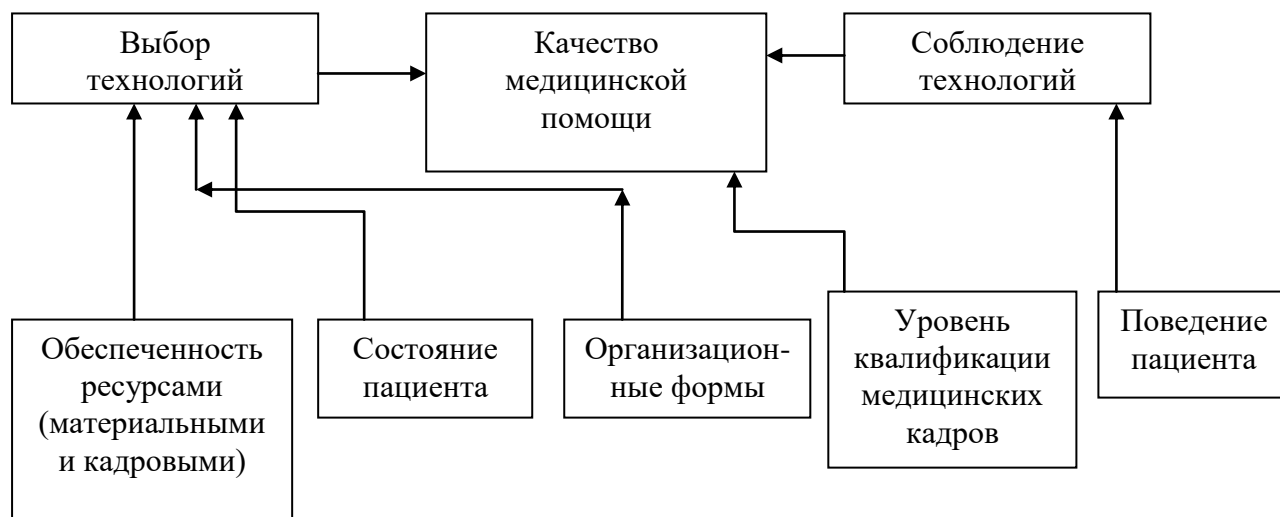 Выбор
технологий
Качество
медицинской
помощи
Соблюдение
технологий
Обеспеченность
ресурсами
(материальными
и кадровыми)
Состояние
пациента
Организацион-
ные формы
Уровень
квалификации
медицинских
кадров
Поведение
пациента